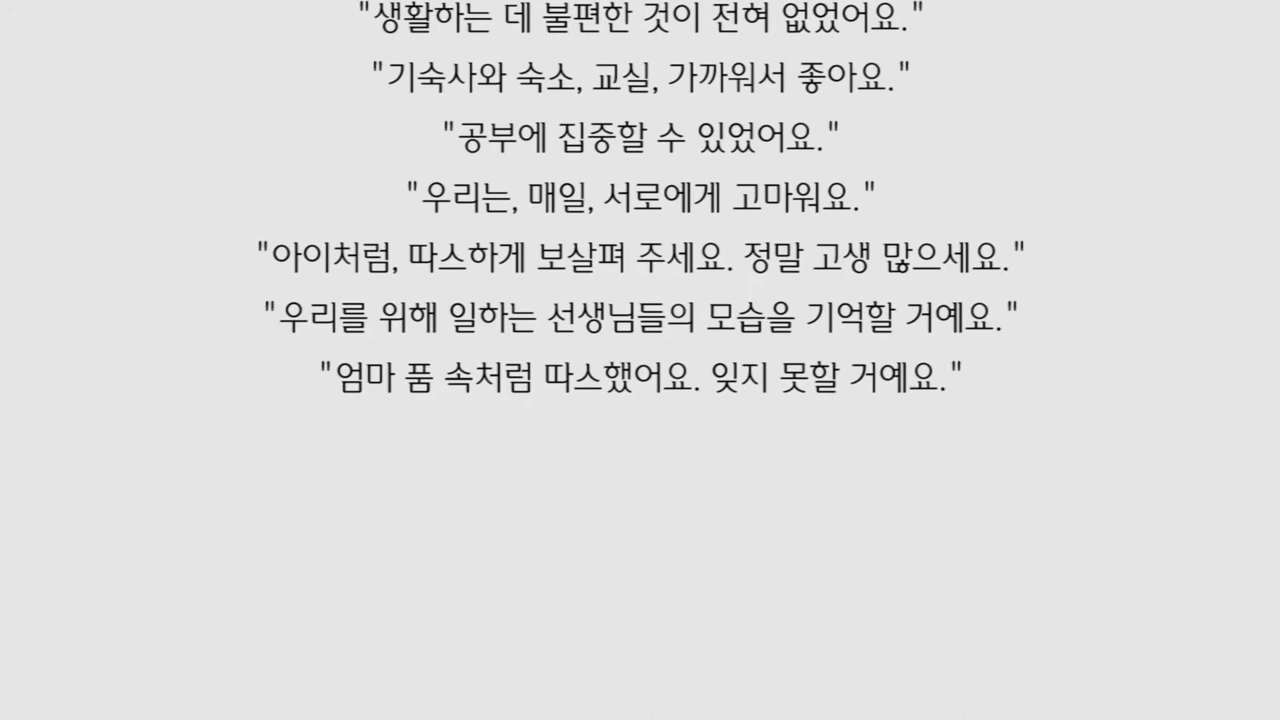 "생활하는 데 불편한 것이 전혀 없었어요."
"기숙사와 숙소, 교실, 가까워서 좋아요."
"공부에 집중할 수 있었어요."
"우리는, 매일, 서로에게 고마워요."
"아이처럼, 따스하게 보살펴 주세요. 정말 고생 많으세요."
"우리를 위해 일하는 선생님들의 모습을 기억할 거예요."
"엄마 품 속처럼 따스했어요. 잊지 못할 거예요."